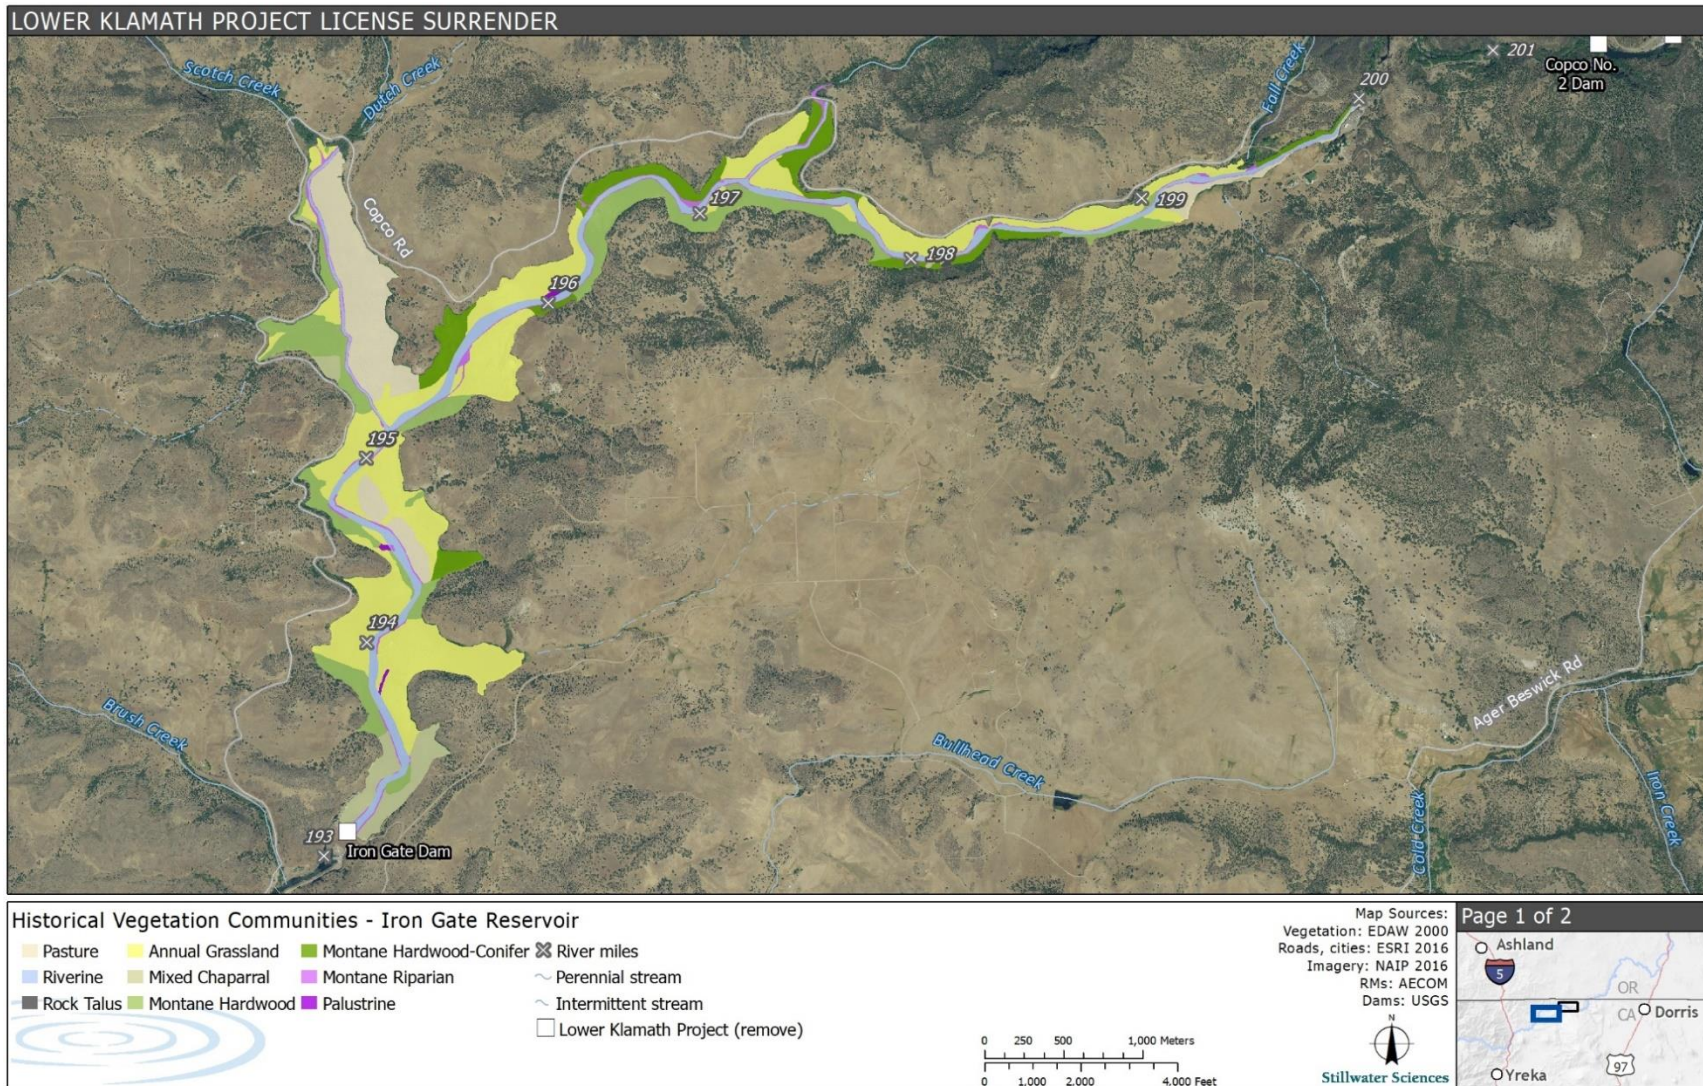 LOWER KLAMATH PROJECT LICENSE SURRENDER
Scotch Creek
Dutch Creek
Fall Creek
200
201
Copco No.
2 Dam
Copco Rd
197
199
198
196
195
194
Brush Creek
Ager Beswick Rd
Bullhead Creek
Cold Creek
Iron Creek
193
Iron Gate Dam
Historical Vegetation Communities - Iron Gate Reservoir
Pasture
Annual Grassland
Montane Hardwood-Conifer
River miles
Riverine
Mixed Chaparral
Montane Riparian
Perennial stream
Rock Talus
Montane Hardwood
Palustrine
Intermittent stream
Lower Klamath Project (remove)
0 250 500 1,000 Meters
0 1,000 2,000 4,000 Feet
Map Sources:
Vegetation: EDAW 2000
Roads, cities: ESRI 2016
Imagery: NAIP 2016
RMs: AECOM
Dams: USGS
N
Stillwater Sciences
Page 1 of 2
Ashland
5
OR
CA
Dorris
Yreka
97